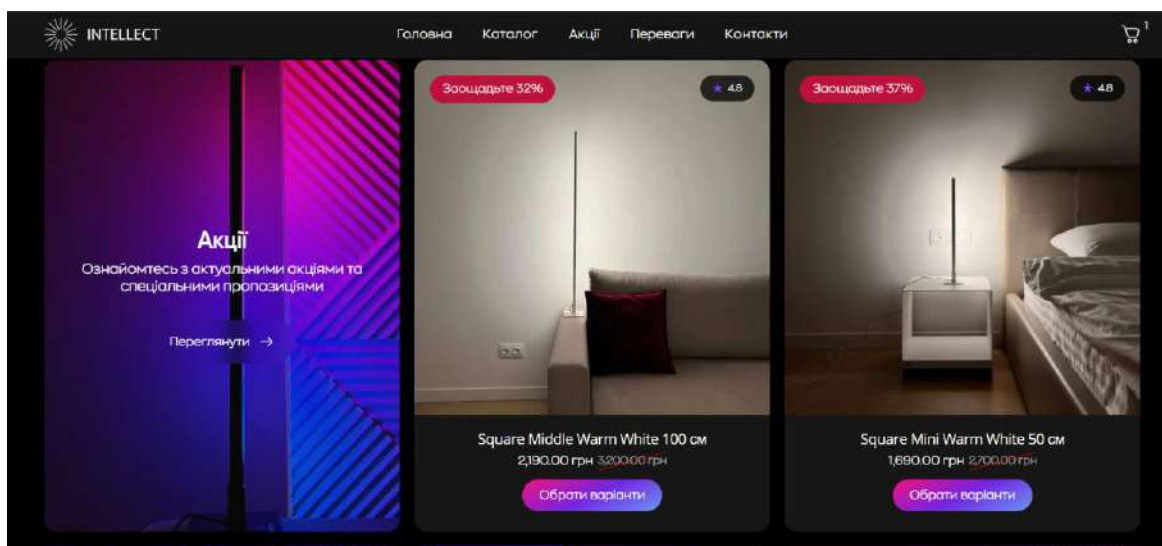 INTELLECT
Головна Каталог Акції Переваги Контакти
1
Акції
Ознайомтесь з актуальними акціями та
спеціальними пропозиціями
Переглянути →
Заощадьте 32%
★ 4.8
Square Middle Warm White 100 см
2,190.00 грн 3,200.00 грн
Обрати варіанти
Заощадьте 37%
★ 4.8
Square Mini Warm White 50 см
1,690.00 грн 2,700.00 грн
Обрати варіанти